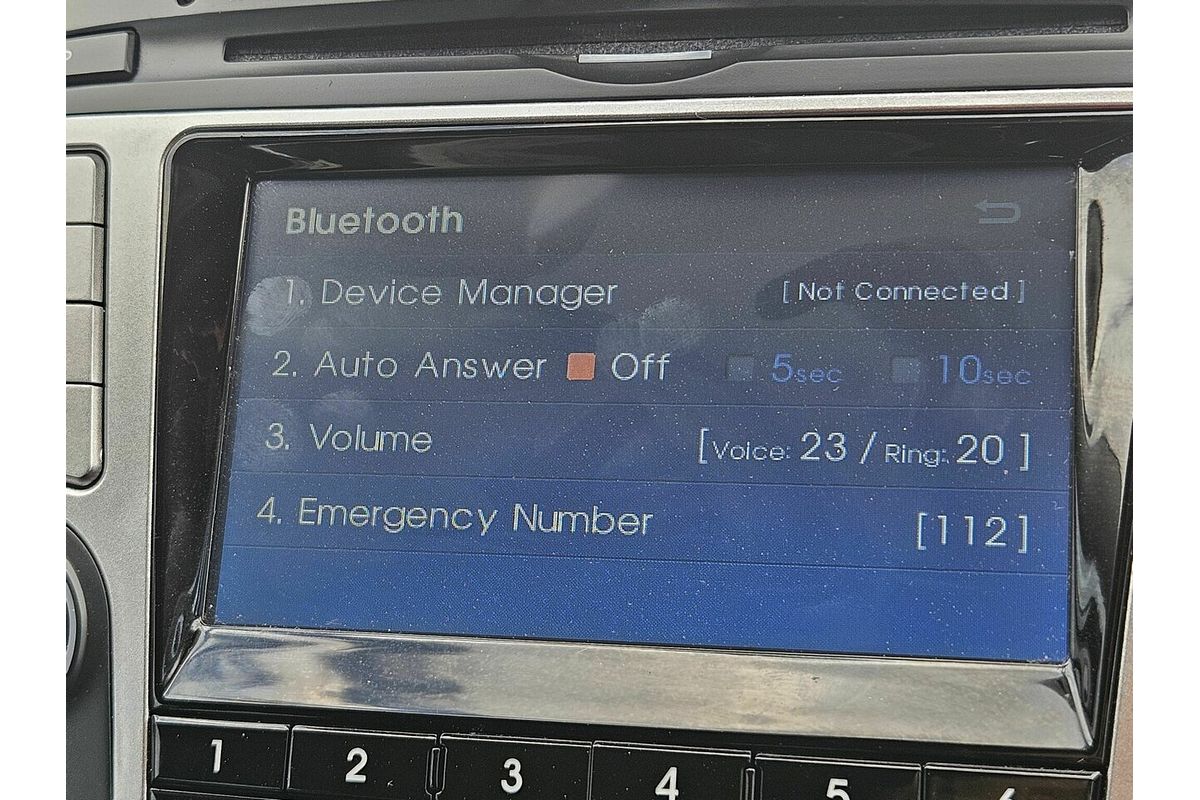 Bluetooth
1. Device Manager [Not Connected]
2. Auto Answer Off 5sec 10sec
3. Volume [Voice: 23 / Ring: 20]
4. Emergency Number [112]
1 2 3 4 5 6